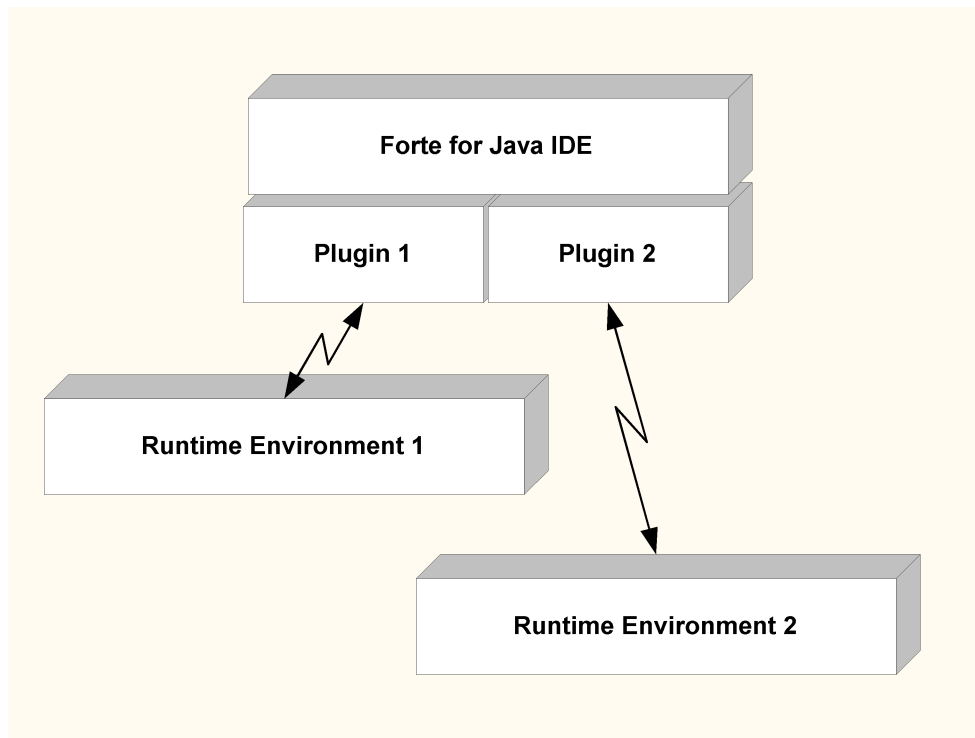 Forte for Java IDE
Plugin 1
Plugin 2
Runtime Environment 1
Runtime Environment 2